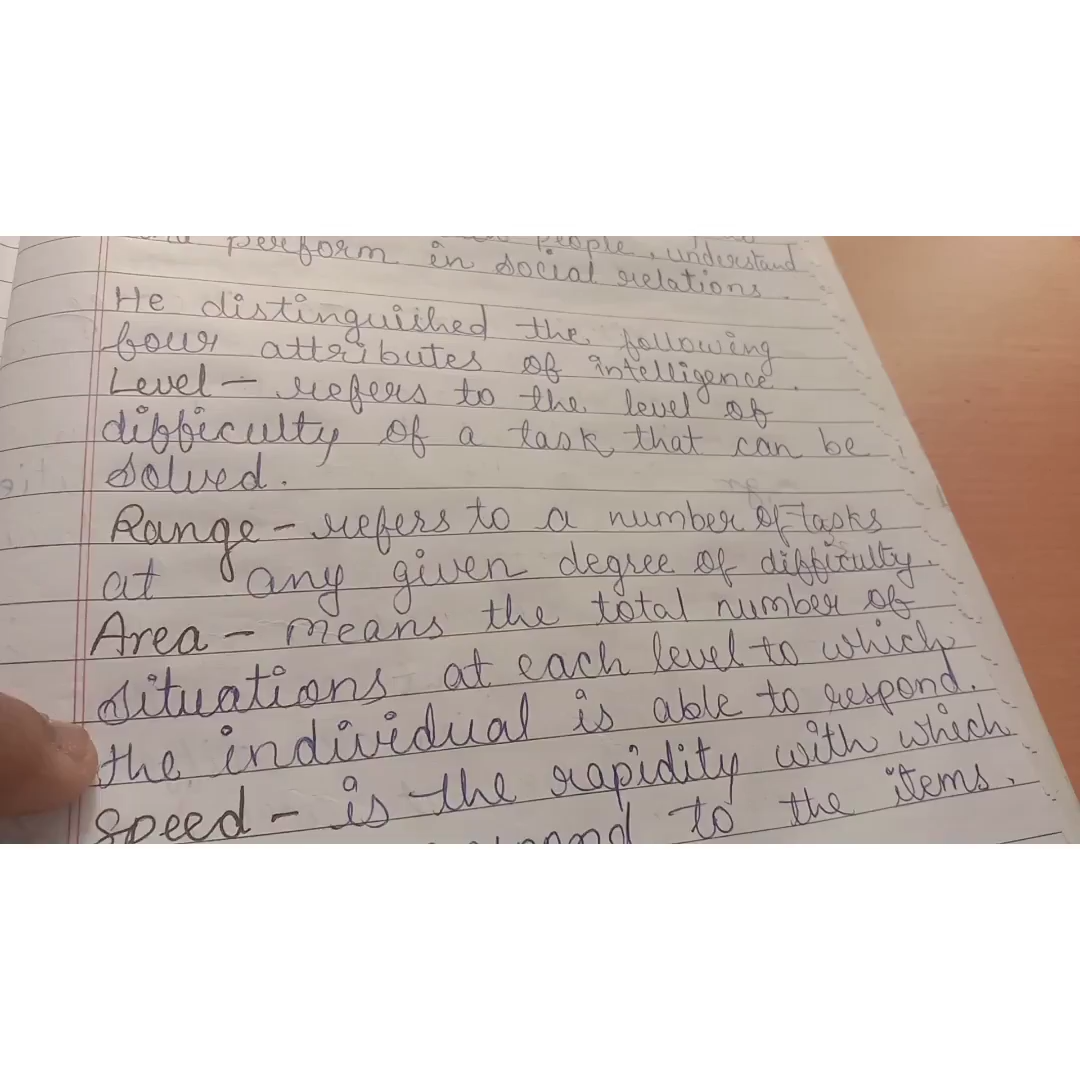 perform in social relations.
people, understand
He distinguished the following
four attributes of intelligence.
Level – refers to the level of
difficulty of a task that can be
solved.
Range – refers to a number of tasks
at any given degree of difficulty.
Area – means the total number of
situations at each level to which
the individual is able to respond.
Speed – is the rapidity with which
to the items.